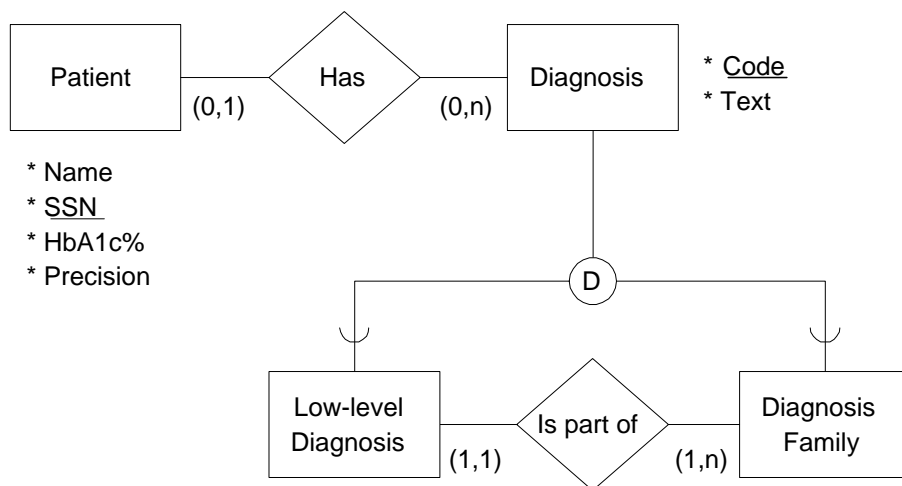 Patient
Has
Diagnosis
(0,1)
(0,n)
* Code
* Text
* Name
* SSN
* HbA1c%
* Precision
D
Low-level
Diagnosis
Is part of
Diagnosis
Family
(1,1)
(1,n)